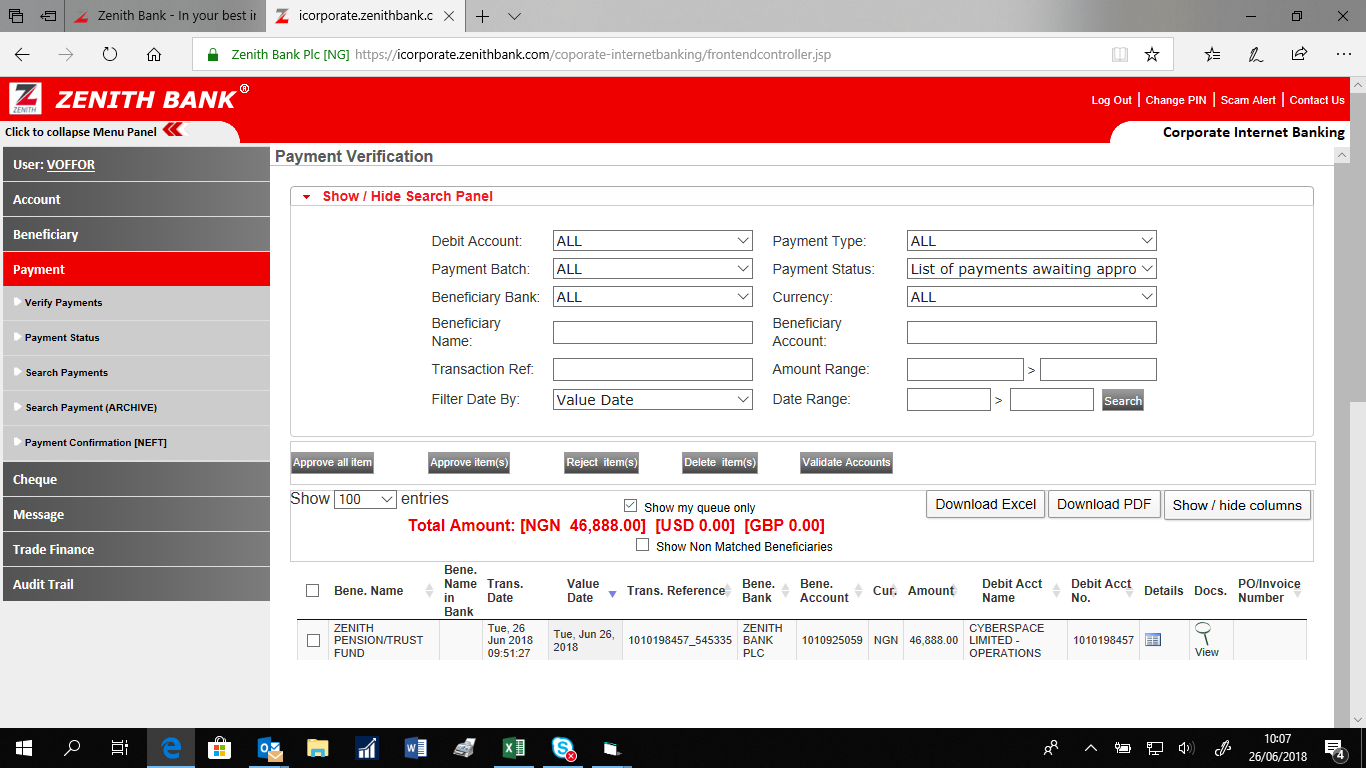 Zenith Bank - In your best in
icorporate.zenithbank.c
Zenith Bank Plc [NG] https://icorporate.zenithbank.com/coporate-internetbanking/frontendcontroller.jsp
ZENITH
ZENITH BANK®
Log Out | Change PIN | Scam Alert | Contact Us
Click to collapse Menu Panel
Corporate Internet Banking
User: VOFFOR
Account
Beneficiary
Payment
Verify Payments
Payment Status
Search Payments
Search Payment (ARCHIVE)
Payment Confirmation [NEFT]
Cheque
Message
Trade Finance
Audit Trail
Payment Verification
Show / Hide Search Panel
Debit Account: ALL Payment Type: ALL
Payment Batch: ALL Payment Status: List of payments awaiting appro
Beneficiary Bank: ALL Currency: ALL
Beneficiary Name: Beneficiary Account:
Transaction Ref: Amount Range: >
Filter Date By: Value Date Date Range: > Search
Approve all item Approve item(s) Reject item(s) Delete item(s) Validate Accounts
Show 100 entries
Show my queue only
Download Excel Download PDF Show / hide columns
Total Amount: [NGN 46,888.00] [USD 0.00] [GBP 0.00]
Show Non Matched Beneficiaries
Bene. Name Bene. Name in Bank Trans. Date Value Date Trans. Reference Bene. Bank Bene. Account Cur. Amount Debit Acct Name Debit Acct No. Details Docs. PO/Invoice Number
ZENITH PENSION/TRUST FUND Tue, 26 Jun 2018 09:51:27 Tue, Jun 26, 2018 1010198457_545335 ZENITH BANK PLC 1010925059 NGN 46,888.00 CYBERSPACE LIMITED - OPERATIONS 1010198457 View
10:07
26/06/2018
4